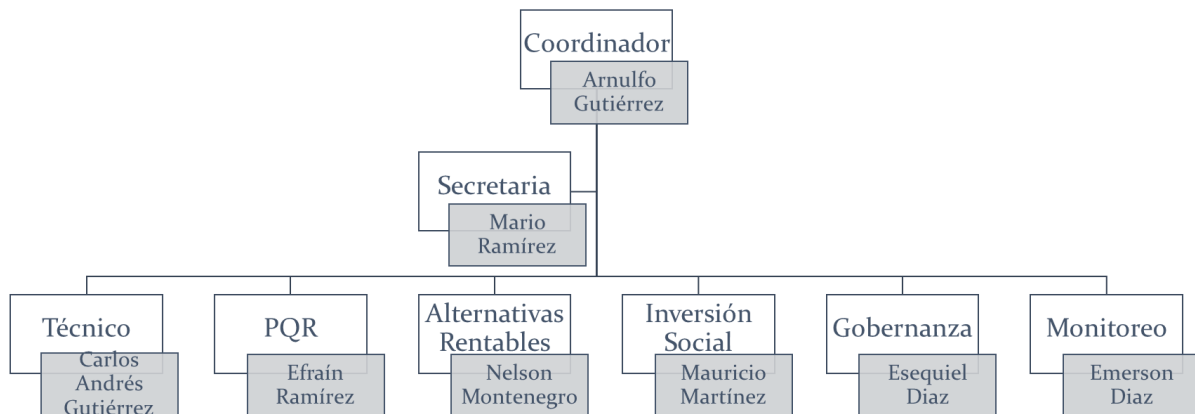 Coordinador
Arnulfo
Gutiérrez
Secretaria
Mario
Ramírez
Técnico
Carlos
Andrés
Gutiérrez
PQR
Efraín
Ramírez
Alternativas
Rentables
Nelson
Montenegro
Inversión
Social
Mauricio
Martínez
Gobernanza
Esequiel
Diaz
Monitoreo
Emerson
Diaz